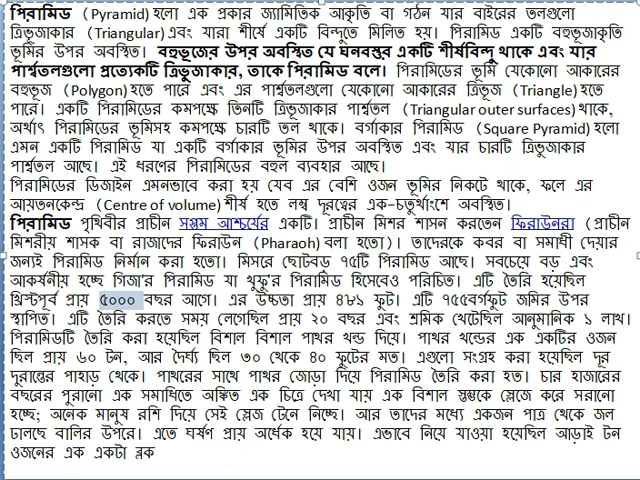 পিরামিড (Pyramid) হলো এক প্রকার জ্যামিতিক আকৃতি বা গঠন যার বাইরের তলগুলো
ত্রিভূজাকার (Triangular) এবং যারা শীর্ষে একটি বিন্দুতে মিলিত হয়। পিরামিড একটি বহুভূজাকৃতি
ভূমির উপর অবস্থিত। বহুভূজের উপর অবস্থিত যে ঘনবস্তুর একটি শীর্ষবিন্দু থাকে এবং যার
পার্শ্বতলগুলো প্রত্যেকটি ত্রিভূজাকার, তাকে পিরামিড বলে। পিরামিডের ভূমি যেকোনো আকারের
বহুভূজ (Polygon) হতে পারে এবং এর পার্শ্বতলগুলো যেকোনো আকারের ত্রিভূজ (Triangle) হতে
পারে। একটি পিরামিডের কমপক্ষে তিনটি ত্রিভূজাকার পার্শ্বতল (Triangular outer surfaces) থাকে,
অর্থাৎ পিরামিডের ভূমিসহ কমপক্ষে চারটি তল থাকে। বর্গাকার পিরামিড (Square Pyramid) হলো
এমন একটি পিরামিড যা একটি বর্গাকার ভূমির উপর অবস্থিত এবং যার চারটি ত্রিভুজাকার
পার্শ্বতল আছে। এই ধরণের পিরামিডের বহুল ব্যবহার আছে।
পিরামিডের ডিজাইন এমনভাবে করা হয় যেব এর বেশি ওজন ভূমির নিকটে থাকে, ফলে এর
আয়তনকেন্দ্র (Centre of volume) শীর্ষ হতে লম্ব দূরত্বের এক-চতুর্থাংশে অবস্থিত।
পিরামিড পৃথিবীর প্রাচীন সপ্তম আশ্চর্যের একটি। প্রাচীন মিশর শাসন করতেন ফিরাউনরা (প্রাচীন
মিশরীয় শাসক বা রাজাদের ফিরাউন (Pharaoh) বলা হতো)। তাদেরকে কবর বা সমাধী দেয়ার
জন্যই পিরামিড নির্মান করা হতো। মিসরে ছোটবড় ৭৫টি পিরামিড আছে। সবচেয়ে বড় এবং
আকর্ষনীয় হচ্ছে গিজা'র পিরামিড যা খুফু'র পিরামিড হিসেবেও পরিচিত। এটি তৈরি হয়েছিল
খ্রিস্টপূর্ব প্রায় ৫০০০ বছর আগে। এর উচ্চতা প্রায় ৪৮১ ফুট। এটি ৭৫৫বর্গফুট জমির উপর
স্থাপিত। এটি তৈরি করতে সময় লেগেছিল প্রায় ২০ বছর এবং শ্রমিক খেটেছিল আনুমানিক ১ লাখ।
পিরামিডটি তৈরি করা হয়েছিল বিশাল বিশাল পাথর খন্ড দিয়ে। পাথর খন্ডের এক একটির ওজন
ছিল প্রায় ৬০ টন, আর দৈর্ঘ্য ছিল ৩০ থেকে ৪০ ফুটের মত। এগুলো সংগ্রহ করা হয়েছিল দূর
দুরান্তের পাহাড় থেকে। পাথরের সাথে পাথর জোড়া দিয়ে পিরামিড তৈরি করা হত। চার হাজারের
বছরের পুরানো এক সমাধিতে অঙ্কিত এক চিত্রে দেখা যায় এক বিশাল স্তম্ভকে স্লেজে করে সরানো
হচ্ছে; অনেক মানুষ রশি দিয়ে সেই স্লেজ টেনে নিচ্ছে। আর তাদের মধ্যে একজন পাত্র থেকে জল
ঢালছে বালির উপরে। এতে ঘর্ষণ প্রায় অর্ধেক হয়ে যায়। এভাবে নিয়ে যাওয়া হয়েছিল আড়াই টন
ওজনের এক একটা ব্লক